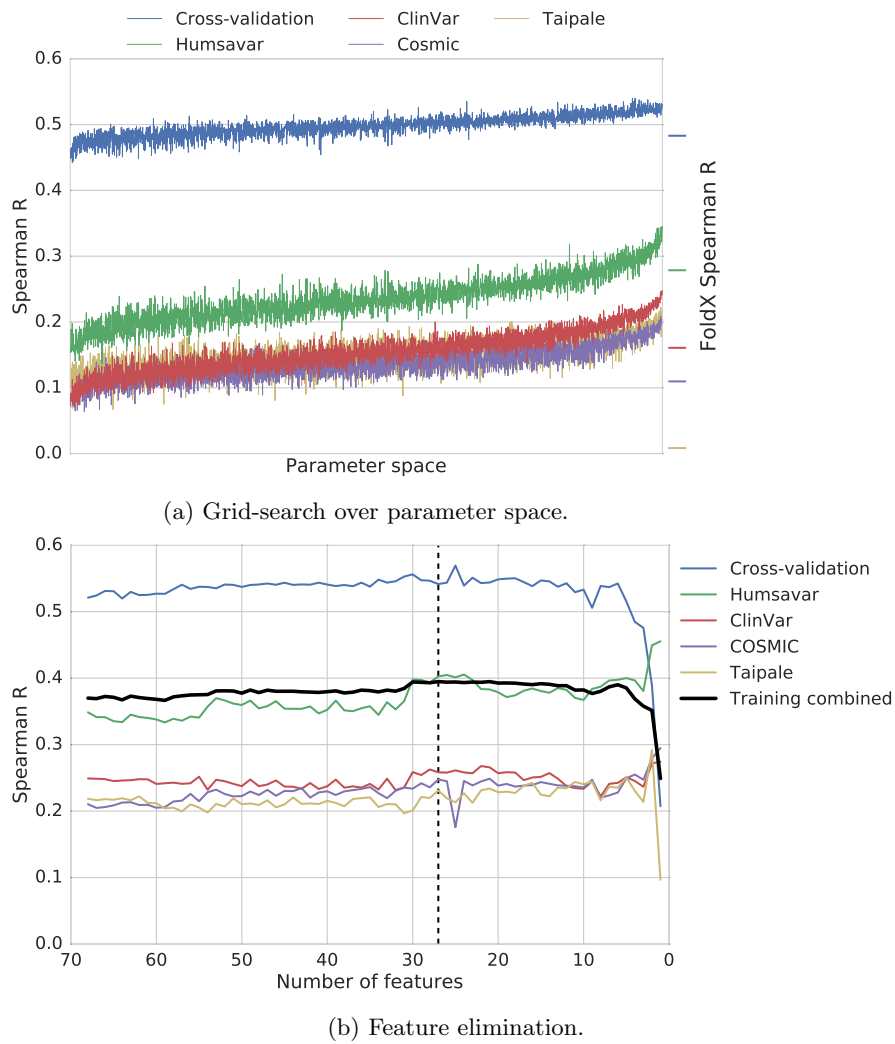 Cross-validation ClinVar Taipale
Humsavar Cosmic
0.6
0.5
0.4
0.3
0.2
0.1
0.0
Spearman R
FoldX Spearman R
Parameter space
(a) Grid-search over parameter space.
0.6
0.5
0.4
0.3
0.2
0.1
0.0
Spearman R
70 60 50 40 30 20 10 0
Number of features
Cross-validation
Humsavar
ClinVar
COSMIC
Taipale
Training combined
(b) Feature elimination.